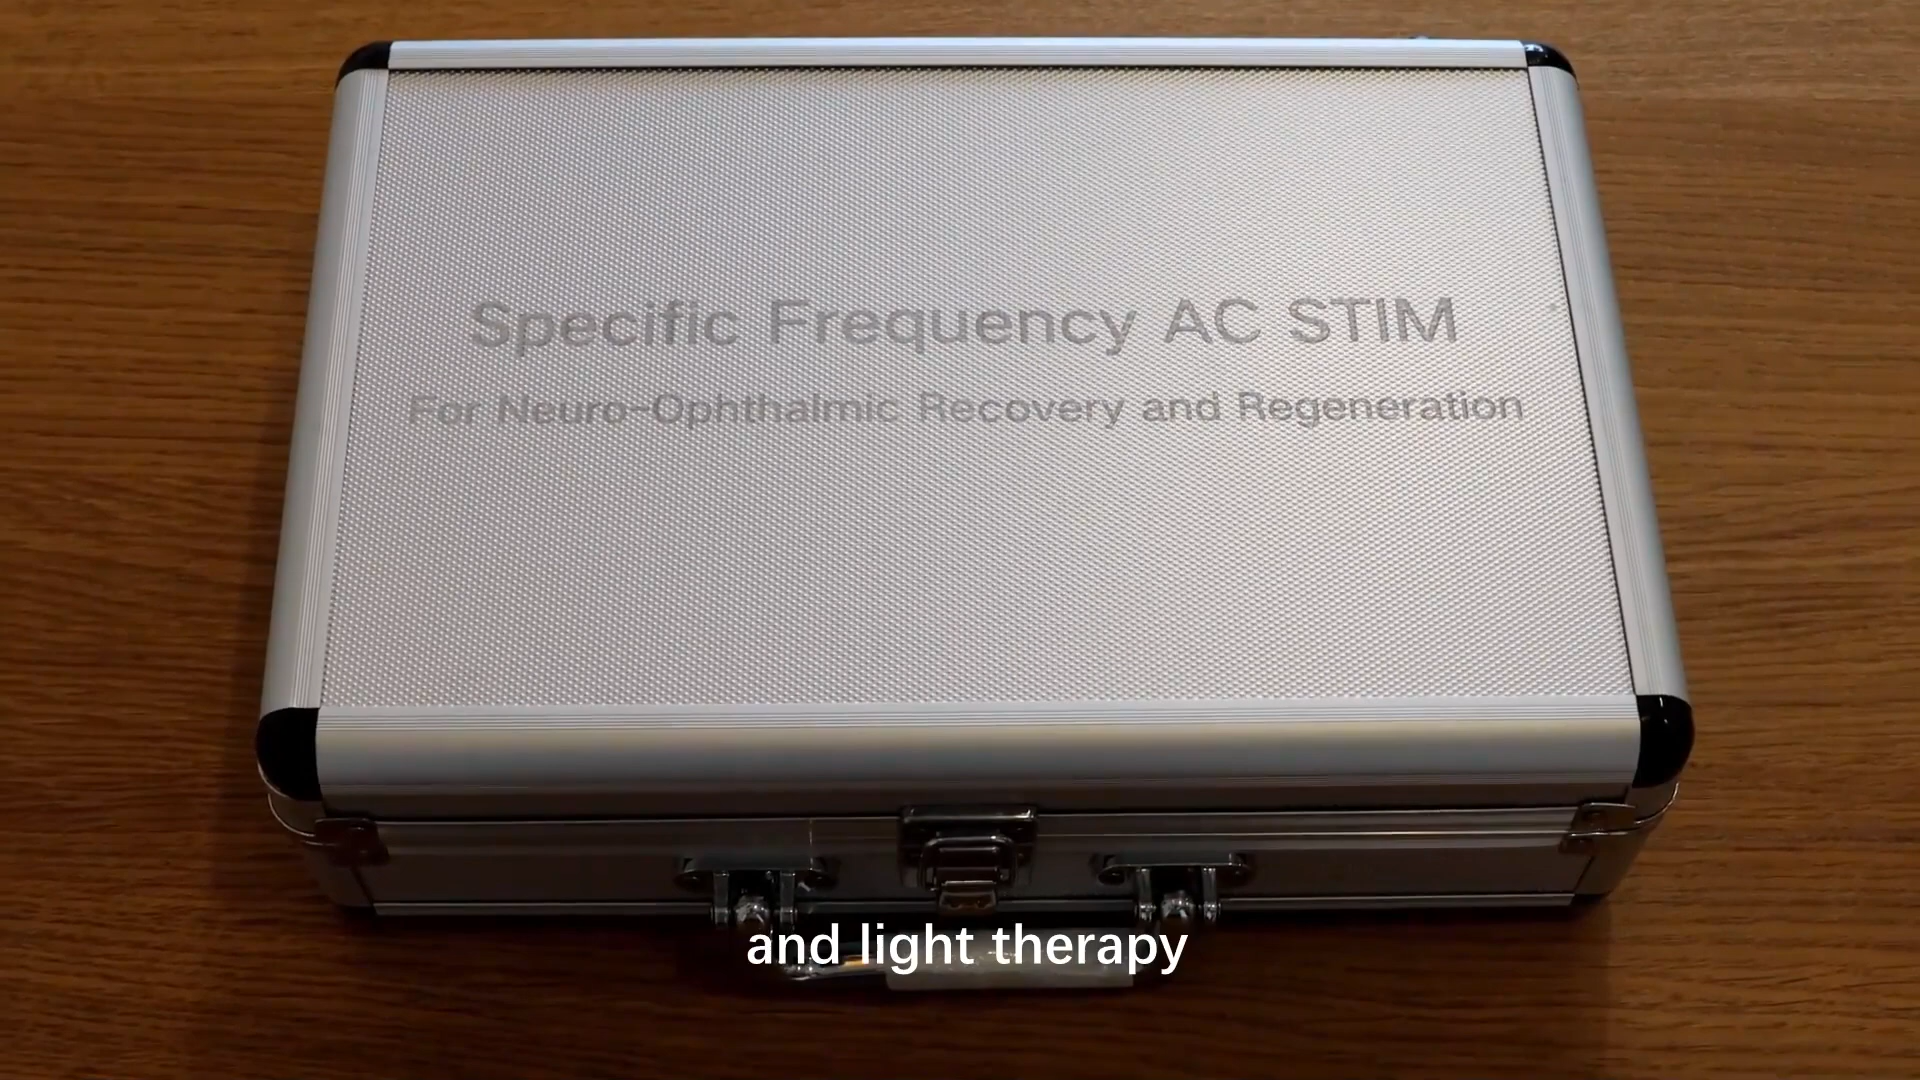 Specific Frequency AC STIM
For Neuro-Ophthalmic Recovery and Regeneration
and light therapy